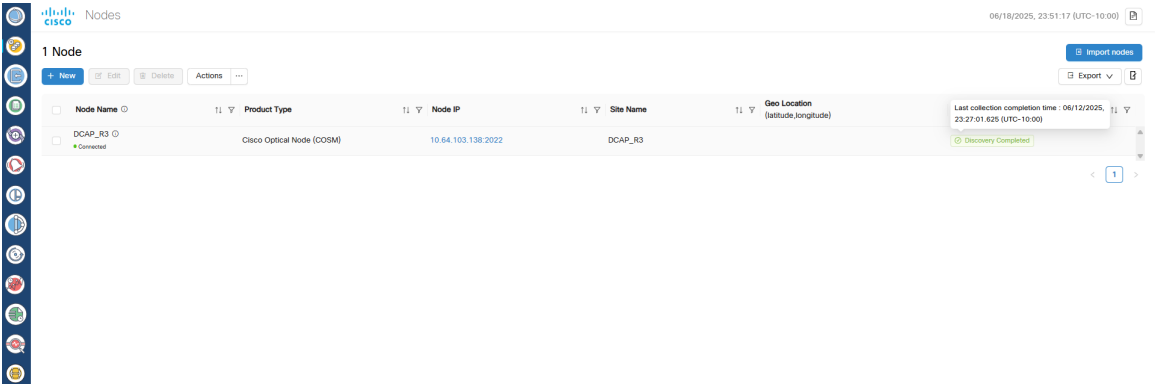 CISCO Nodes 06/18/2025, 23:51:17 (UTC-10:00)
1 Node
Import nodes
+ New Edit Delete Actions ... Export
Node Name Product Type Node IP Site Name Geo Location
(latitude,longitude)
Last collection completion time : 06/12/2025,
23:27:01.625 (UTC-10:00)
DCAP_R3 Cisco Optical Node (COSM) 10.64.103.138:2022 DCAP_R3 Discovery Completed
Connected
< 1 >